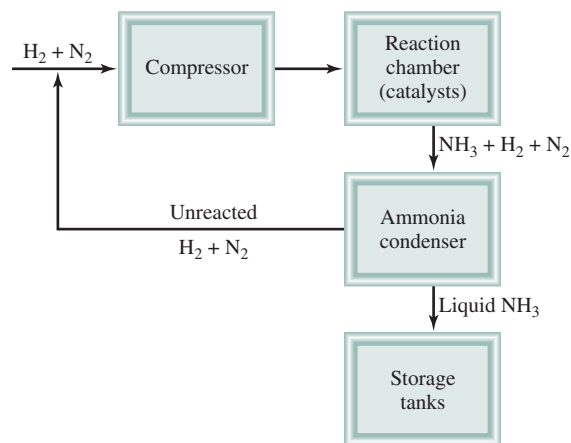 H₂ + N₂
Compressor
Reaction
chamber
(catalysts)
NH₃ + H₂ + N₂
Unreacted
H₂ + N₂
Ammonia
condenser
Liquid NH₃
Storage
tanks